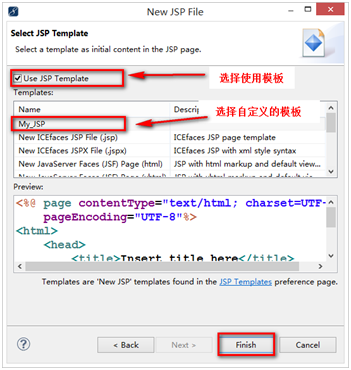 New JSP File
Select JSP Template
Select a template as initial content in the JSP page.
Use JSP Template
选择使用模板
Templates:
选择自定义的模板
Name Descrip
My_JSP
New ICEfaces JSP File (.jsp) ICEfaces JSP page template
New ICEfaces JSPX File (.jspx) ICEfaces with xml style syntax
New JavaServer Faces (JSF) Page (html) JSP with html markup and default view...
Preview:
<%@ page contentType="text/html; charset=UTF-
pageEncoding="UTF-8"%>
<html>
<head>
<title>Insert title here</title>
Templates are 'New JSP' templates found in the JSP Templates preference page.
?
< Back
Next >
Finish
Cancel